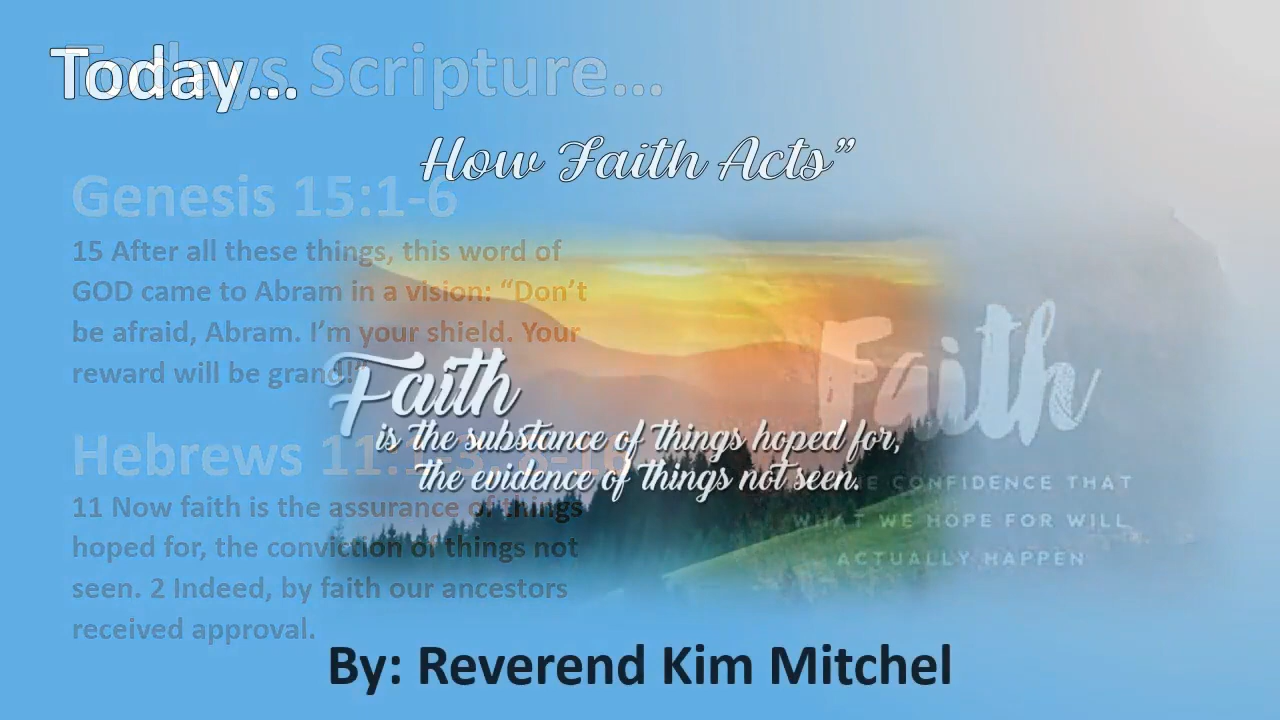 Today...
Todays Scripture...
How Faith Acts”
Genesis 15:1-6
15 After all these things, this word of
GOD came to Abram in a vision: “Don’t
be afraid, Abram. I’m your shield. Your
reward will be grand!”
Faith
is the substance of things hoped for,
the evidence of things not seen.
Hebrews 11:
11 Now faith is the assurance of things
hoped for, the conviction of things not
seen. 2 Indeed, by faith our ancestors
received approval.
Faith
CONFIDENCE THAT
WHAT WE HOPE FOR WILL
ACTUALLY HAPPEN
By: Reverend Kim Mitchel